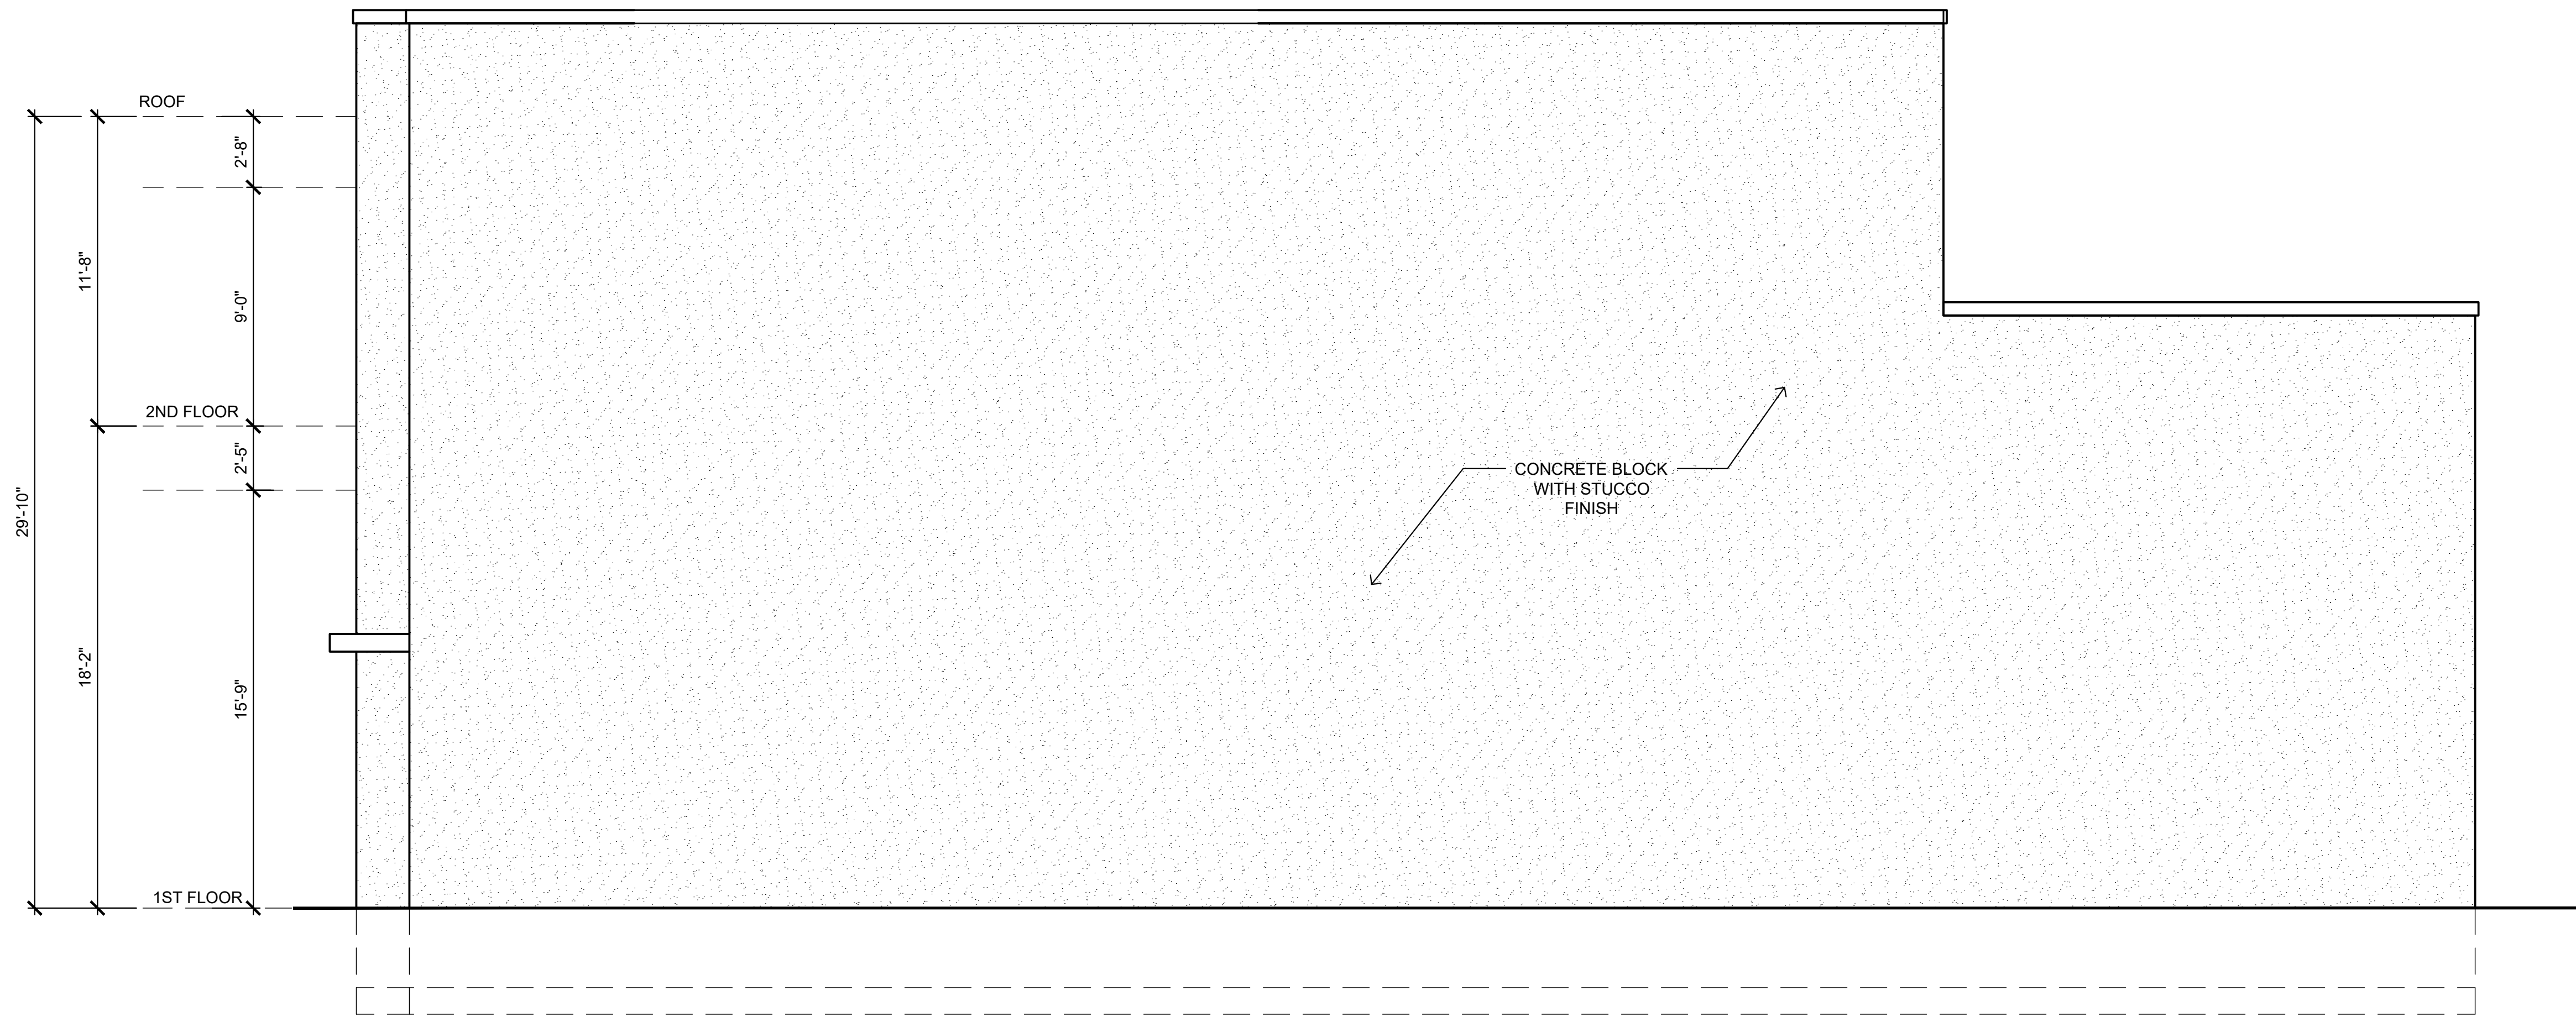 ROOF
2'-8"
11'-8"
9'-0"
2ND FLOOR
2'-5"
29'-10"
18'-2"
15'-9"
1ST FLOOR
CONCRETE BLOCK
WITH STUCCO
FINISH